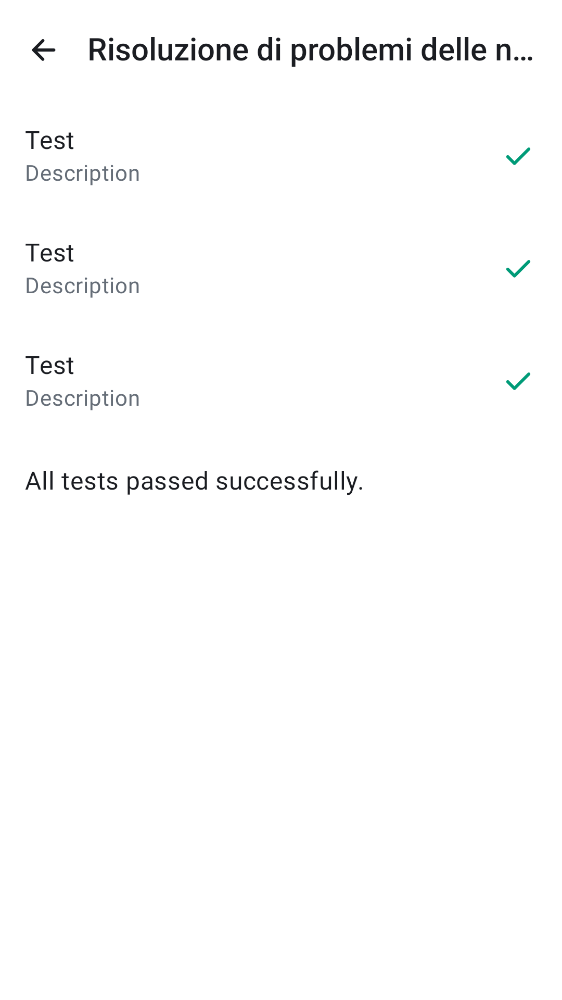 Risoluzione di problemi delle n...
Test
Description
Test
Description
Test
Description
All tests passed successfully.